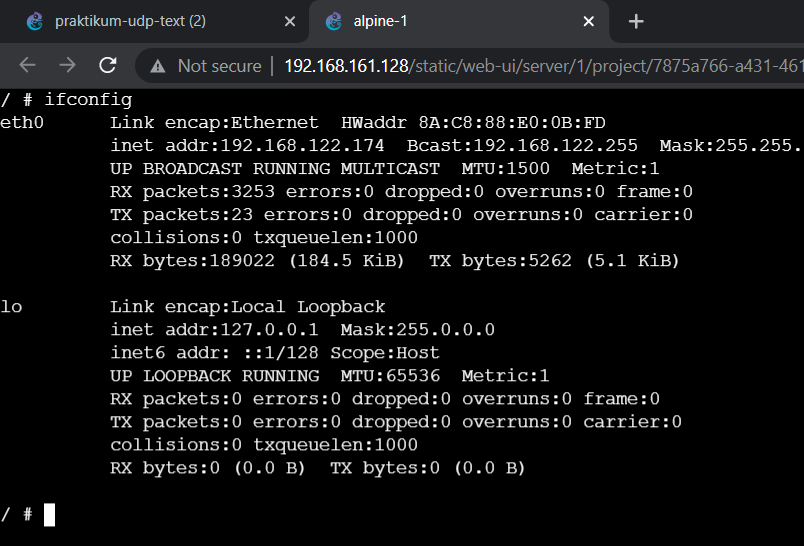 praktikum-udp-text (2)
alpine-1
Not secure | 192.168.161.128/static/web-ui/server/1/project/7875a766-a431-461
/ # ifconfig
eth0      Link encap:Ethernet  HWaddr 8A:C8:88:E0:0B:FD
          inet addr:192.168.122.174  Bcast:192.168.122.255  Mask:255.255.
          UP BROADCAST RUNNING MULTICAST  MTU:1500  Metric:1
          RX packets:3253 errors:0 dropped:0 overruns:0 frame:0
          TX packets:23 errors:0 dropped:0 overruns:0 carrier:0
          collisions:0 txqueuelen:1000
          RX bytes:189022 (184.5 KiB)  TX bytes:5262 (5.1 KiB)

lo        Link encap:Local Loopback
          inet addr:127.0.0.1  Mask:255.0.0.0
          inet6 addr: ::1/128 Scope:Host
          UP LOOPBACK RUNNING  MTU:65536  Metric:1
          RX packets:0 errors:0 dropped:0 overruns:0 frame:0
          TX packets:0 errors:0 dropped:0 overruns:0 carrier:0
          collisions:0 txqueuelen:1000
          RX bytes:0 (0.0 B)  TX bytes:0 (0.0 B)

/ #